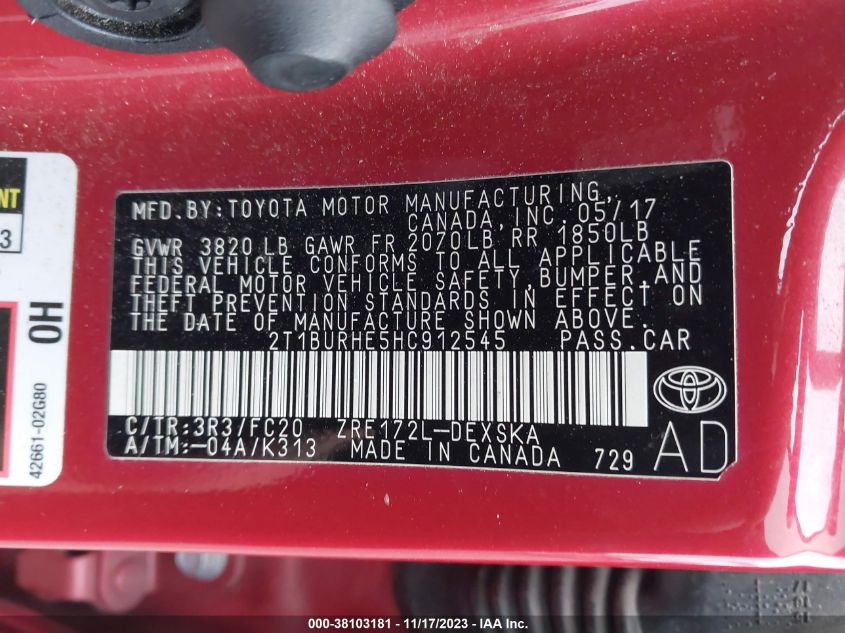 MFD.BY:TOYOTA MOTOR MANUFACTURING,
CANADA,INC.05/17
GVWR 3820LB GAWR FR 2070LB RR 1850LB
THIS VEHICLE CONFORMS TO ALL APPLICABLE
FEDERAL MOTOR VEHICLE SAFETY,BUMPER,AND
THEFT PREVENTION STANDARDS IN EFFECT ON
THE DATE OF MANUFACTURE SHOWN ABOVE.
2T1BURHE5HC912545 PASS.CAR
C/TR:3R3/FC20 ZRE172L-DEXSKA
A/TM:-04A/K313 MADE IN CANADA 729
AD
NT
3
OH
42661-02G80
000-38103181 - 11/17/2023 - IAA Inc.